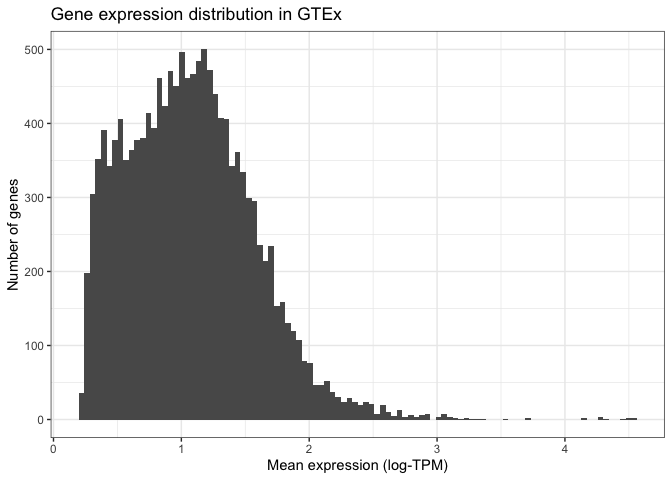 Gene expression distribution in GTEx
Number of genes
500
400
300
200
100
0
0 1 2 3 4
Mean expression (log-TPM)